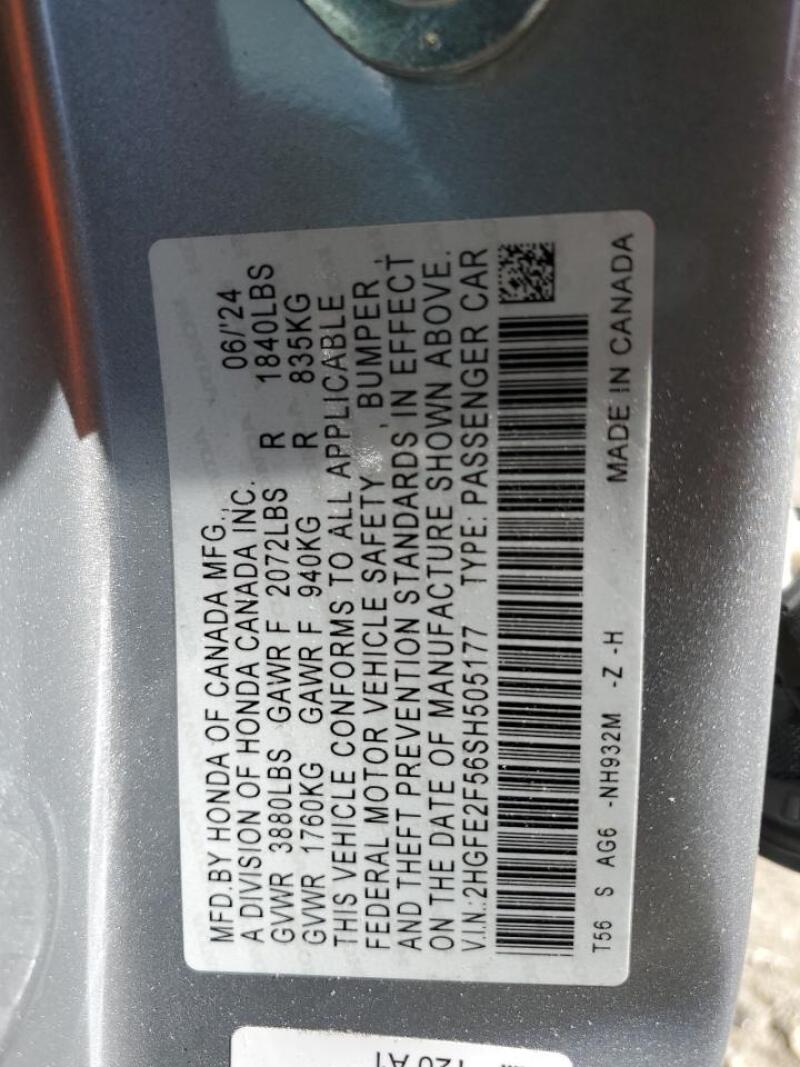 MFD.BY HONDA OF CANADA MFG., 06/'24
A DIVISION OF HONDA CANADA INC.
GVWR 3880LBS GAWR F 2072LBS R 1840LBS
GVWR 1760KG GAWR F 940KG R 835KG
THIS VEHICLE CONFORMS TO ALL APPLICABLE
FEDERAL MOTOR VEHICLE SAFETY , BUMPER ,
AND THEFT PREVENTION STANDARDS IN EFFECT
ON THE DATE OF MANUFACTURE SHOWN ABOVE.
V.I.N.:2HGFE2F56SH505177 TYPE: PASSENGER CAR
T56 S AG6 -NH932M -Z -H MADE IN CANADA